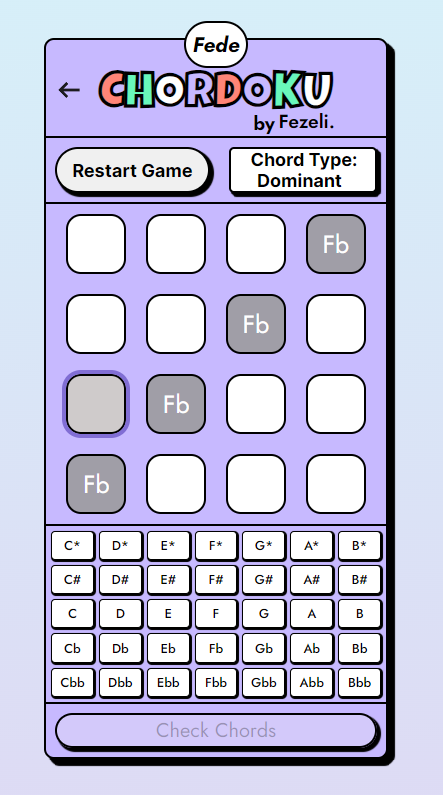 Fede
CHORDOKU
by Fezeli.
Restart Game
Chord Type:
Dominant
Fb
Fb
Fb
Fb
C* D* E* F* G* A* B*
C# D# E# F# G# A# B#
C D E F G A B
Cb Db Eb Fb Gb Ab Bb
Cbb Dbb Ebb Fbb Gbb Abb Bbb
Check Chords